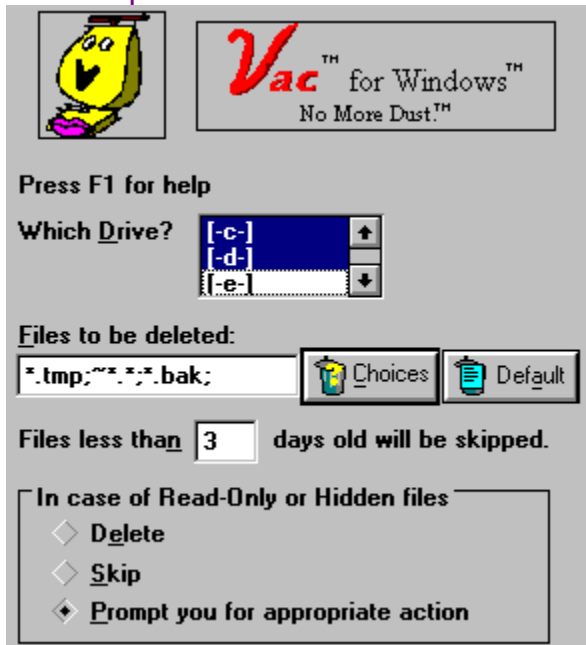 Vac™ for Windows™
No More Dust!™
Press F1 for help
Which Drive?
[-c-]
[-d-]
[-e-]
Files to be deleted:
*.tmp;~*.*;*.bak;
Choices
Default
Files less than 3 days old will be skipped.
In case of Read-Only or Hidden files
Delete
Skip
Prompt you for appropriate action